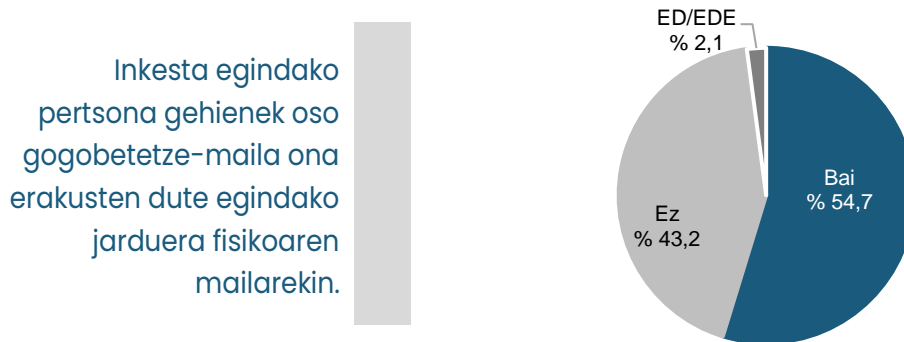 Inkesta egindako
pertsona gehienek oso
gogobetetze-maila ona
erakusten dute egindako
jarduera fisikoaren
mailarekin.
ED/EDE
% 2,1
Bai
% 54,7
Ez
% 43,2